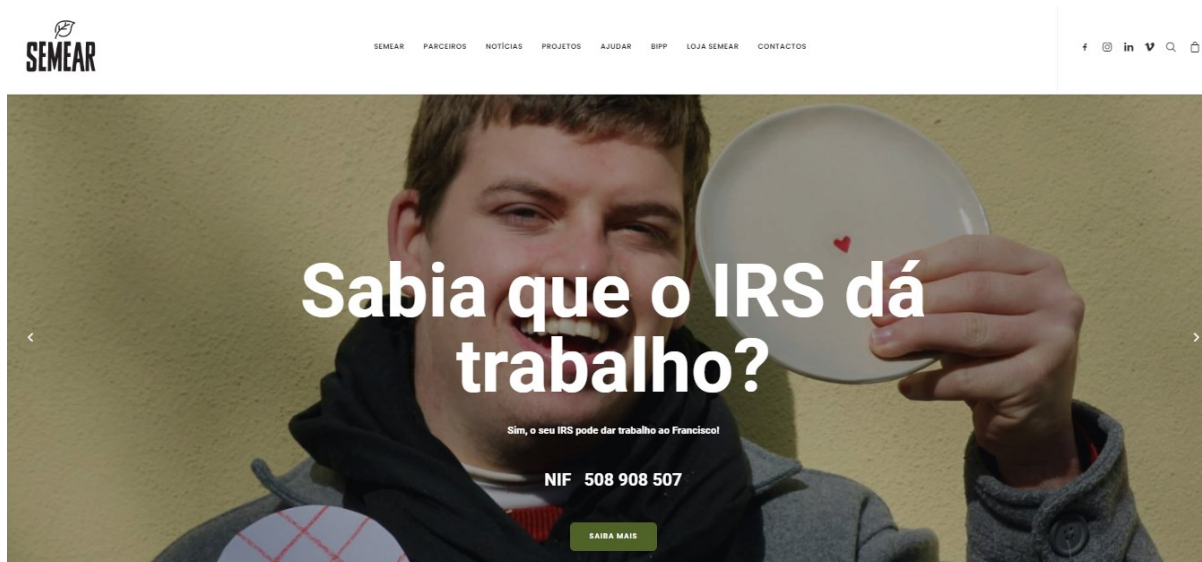 SEMEAR
SEMEAR PARCEIROS NOTÍCIAS PROJETOS AJUDAR BIPP LOJA SEMEAR CONTACTOS
Sabia que o IRS dá
trabalho?
Sim, o seu IRS pode dar trabalho ao Francisco!
NIF 508 908 507
SAIBA MAIS